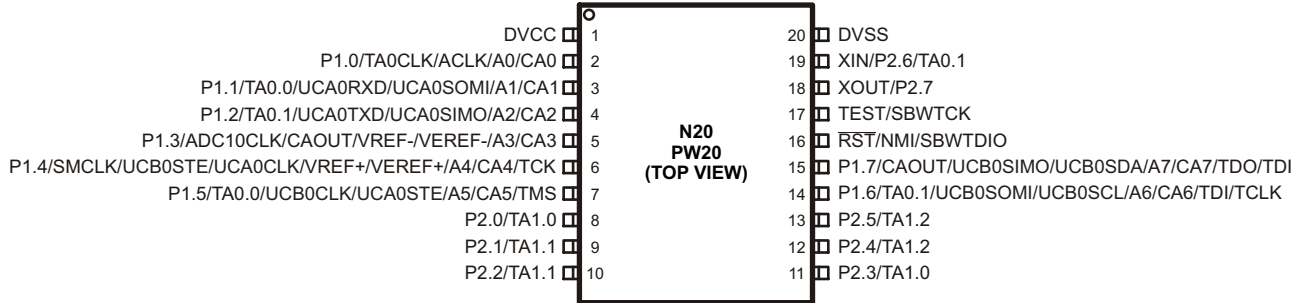 DVCC 1
P1.0/TA0CLK/ACLK/A0/CA0 2
P1.1/TA0.0/UCA0RXD/UCA0SOMI/A1/CA1 3
P1.2/TA0.1/UCA0TXD/UCA0SIMO/A2/CA2 4
P1.3/ADC10CLK/CAOUT/VREF-/VEREF-/A3/CA3 5
P1.4/SMCLK/UCB0STE/UCA0CLK/VREF+/VEREF+/A4/CA4/TCK 6
P1.5/TA0.0/UCB0CLK/UCA0STE/A5/CA5/TMS 7
P2.0/TA1.0 8
P2.1/TA1.1 9
P2.2/TA1.1 10
N20
PW20
(TOP VIEW)
20 DVSS
19 XIN/P2.6/TA0.1
18 XOUT/P2.7
17 TEST/SBWTCK
16 RST/NMI/SBWTDIO
15 P1.7/CAOUT/UCB0SIMO/UCB0SDA/A7/CA7/TDO/TDI
14 P1.6/TA0.1/UCB0SOMI/UCB0SCL/A6/CA6/TDI/TCLK
13 P2.5/TA1.2
12 P2.4/TA1.2
11 P2.3/TA1.0